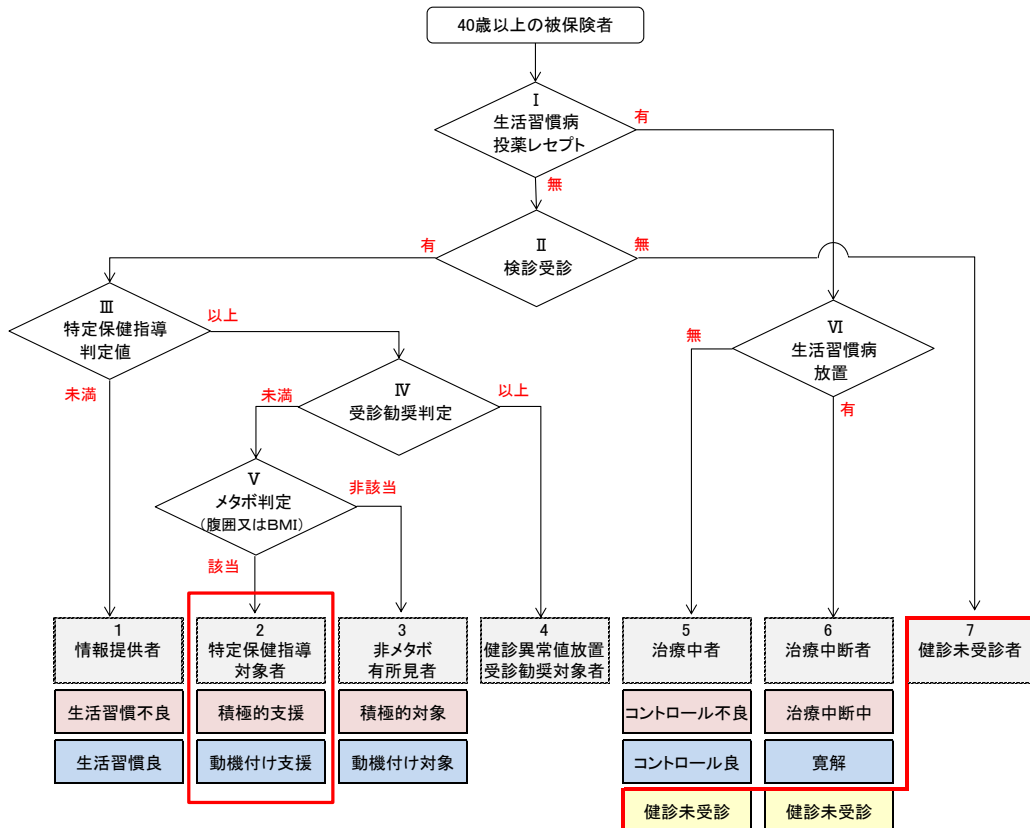 40歳以上の被保険者
Ⅰ
生活習慣病
投薬レセプト
有
無
Ⅱ
検診受診
有
無
Ⅲ
特定保健指導
判定値
以上
未満
Ⅳ
受診勧奨判定
未満
以上
Ⅴ
メタボ判定
(腹囲又はBMI)
非該当
該当
Ⅵ
生活習慣病
放置
無
有
1
情報提供者
2
特定保健指導
対象者
3
非メタボ
有所見者
4
健診異常値放置
受診勧奨対象者
5
治療中者
6
治療中断者
7
健診未受診者
生活習慣不良
積極的支援
積極的対象
コントロール不良
治療中断中
生活習慣良
動機付け支援
動機付け対象
コントロール良
寛解
健診未受診
健診未受診